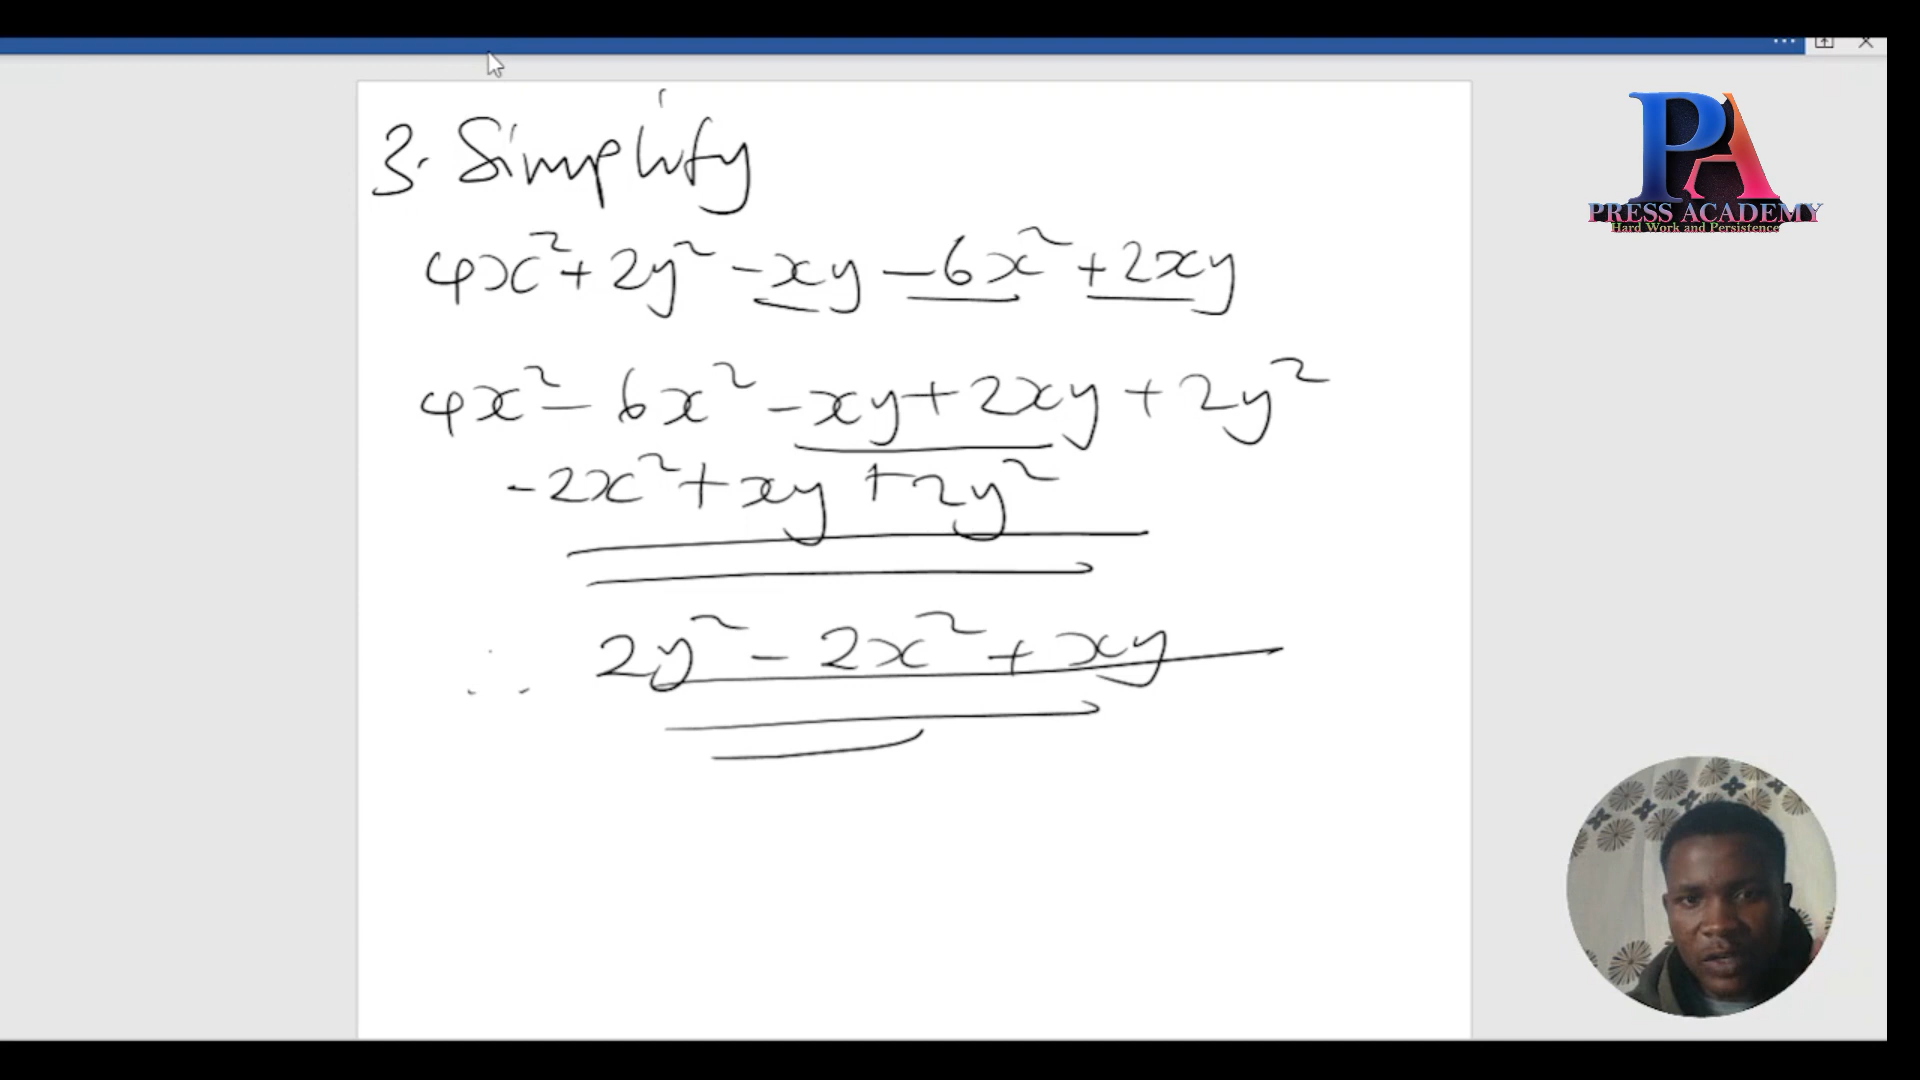 3. Simplify
4x² + 2y² - xy - 6x² + 2xy
4x² - 6x² - xy + 2xy + 2y²
-2x² + xy + 2y²
∴ 2y² - 2x² + xy
PA
PRESS ACADEMY
Hard Work and Persistence